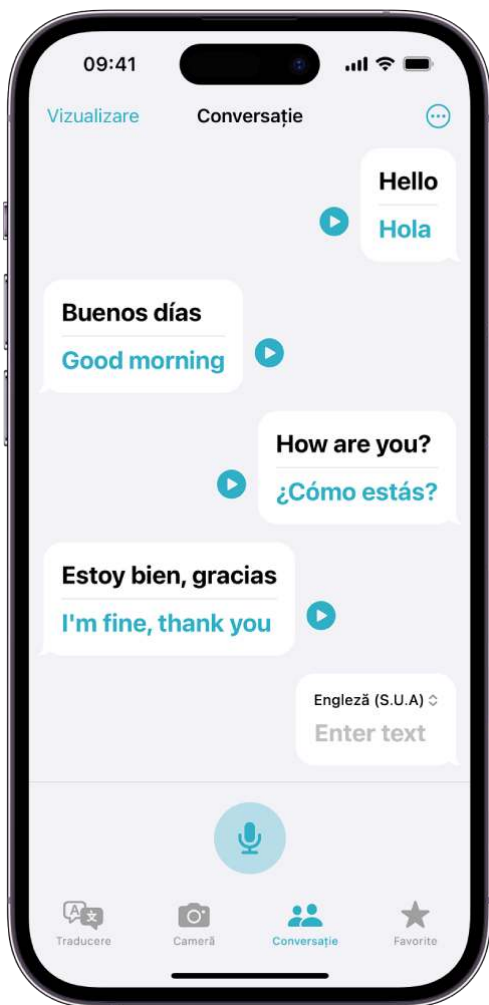 09:41
Vizualizare Conversație
Hello
Hola
Buenos días
Good morning
How are you?
¿Cómo estás?
Estoy bien, gracias
I'm fine, thank you
Engleză (S.U.A)
Enter text
Traducere Cameră Conversație Favorite